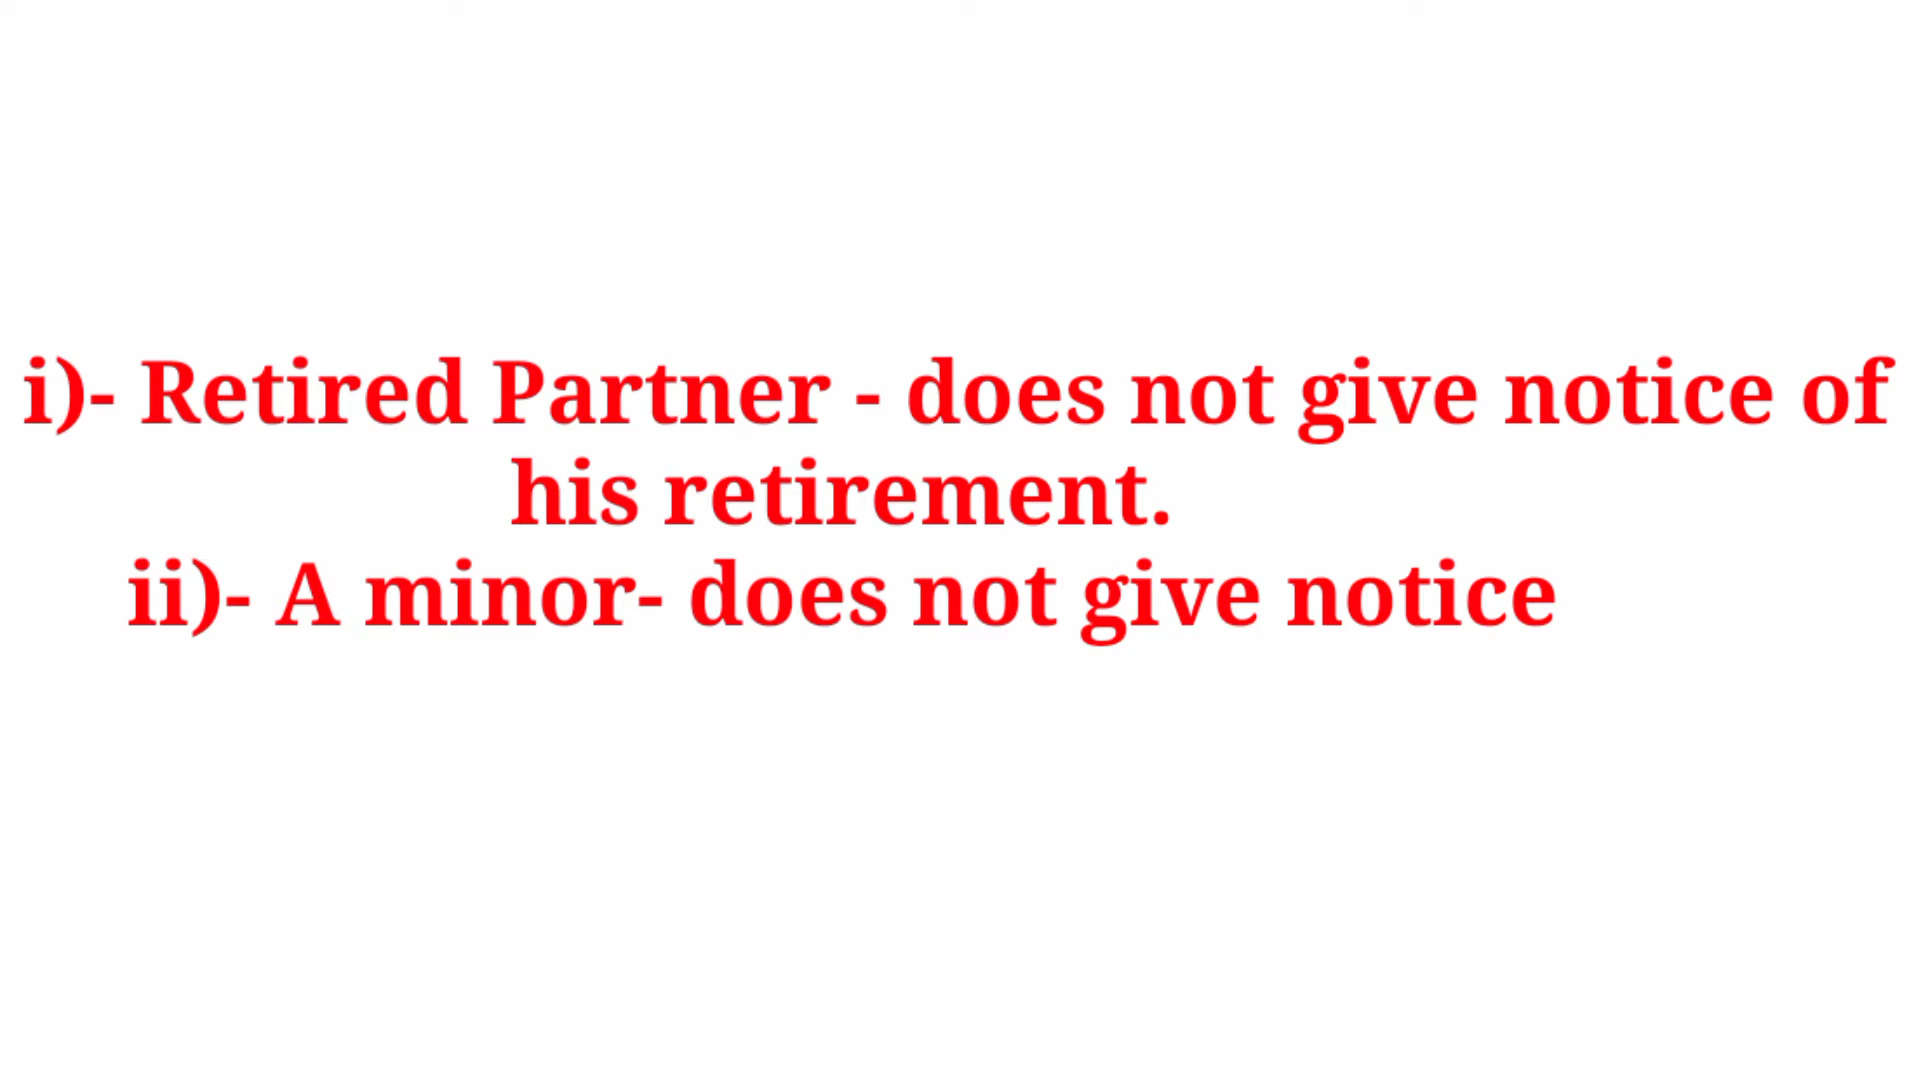 i)- Retired Partner - does not give notice of
his retirement.
ii)- A minor- does not give notice